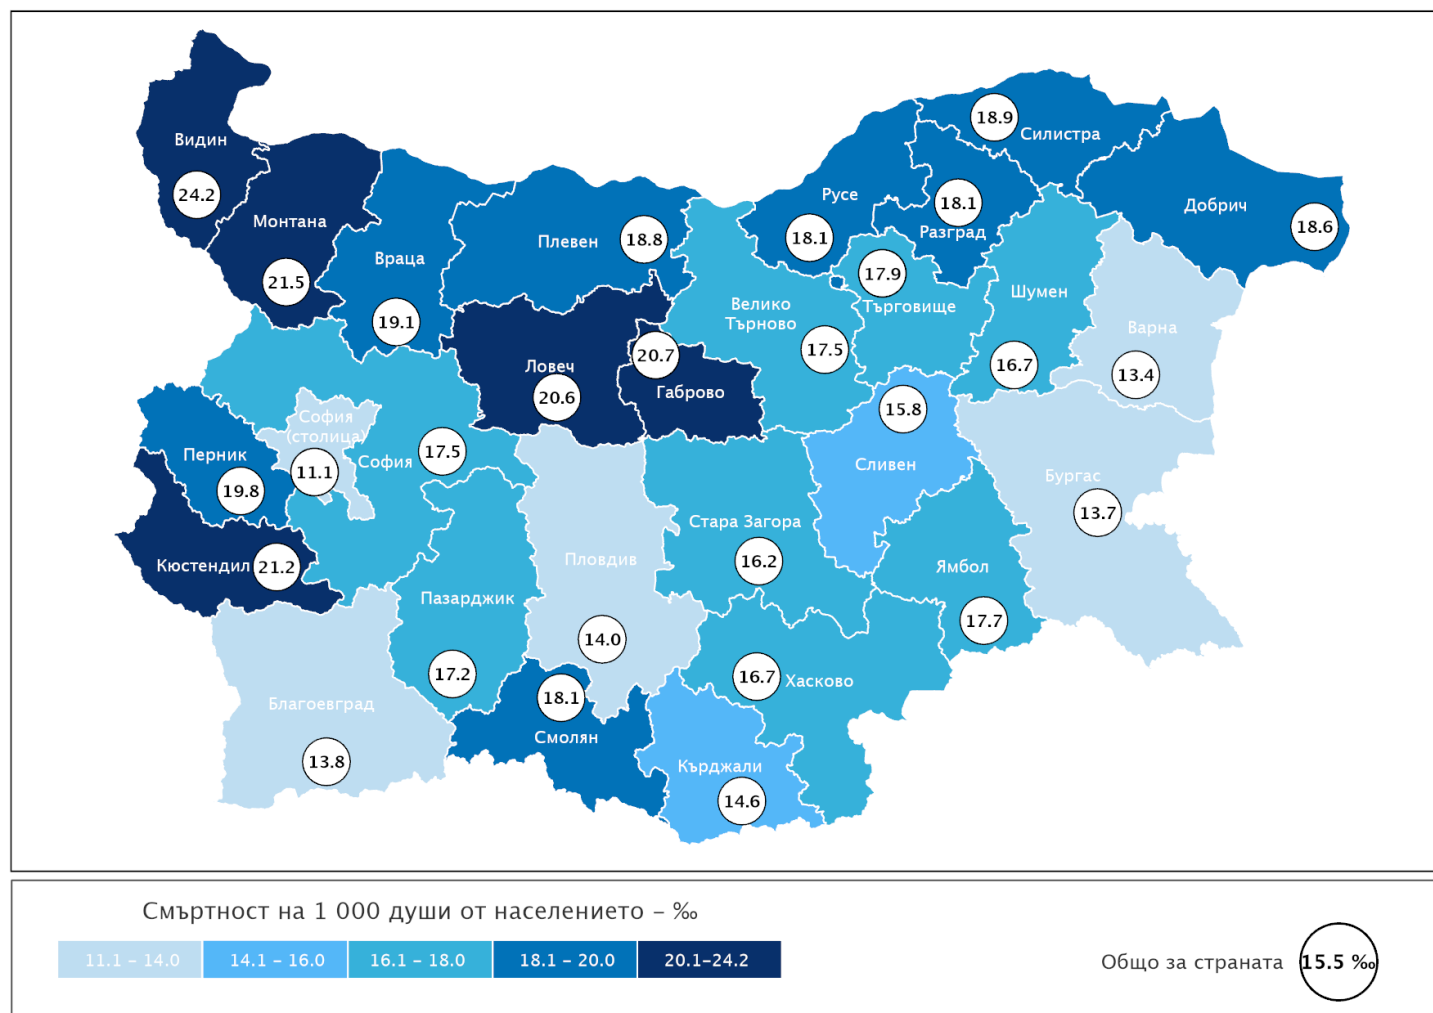 Видин
24.2
Монтана
21.5
Враца
19.1
Плевен
18.8
Ловеч
20.6
20.7
Габрово
Велико
Търново
17.5
Русе
18.1
18.9
Силистра
18.1
Разград
17.9
Търговище
Шумен
16.7
Добрич
18.6
Варна
13.4
15.8
Сливен
Бургас
13.7
София
(столица)
11.1
София
17.5
Перник
19.8
Кюстендил
21.2
Благоевград
13.8
Пазарджик
17.2
Пловдив
14.0
18.1
Смолян
Стара Загора
16.2
Ямбол
17.7
16.7
Хасково
Кърджали
14.6
Смъртност на 1 000 души от населението – ‰
11.1 – 14.0
14.1 – 16.0
16.1 – 18.0
18.1 – 20.0
20.1–24.2
Общо за страната
15.5 ‰